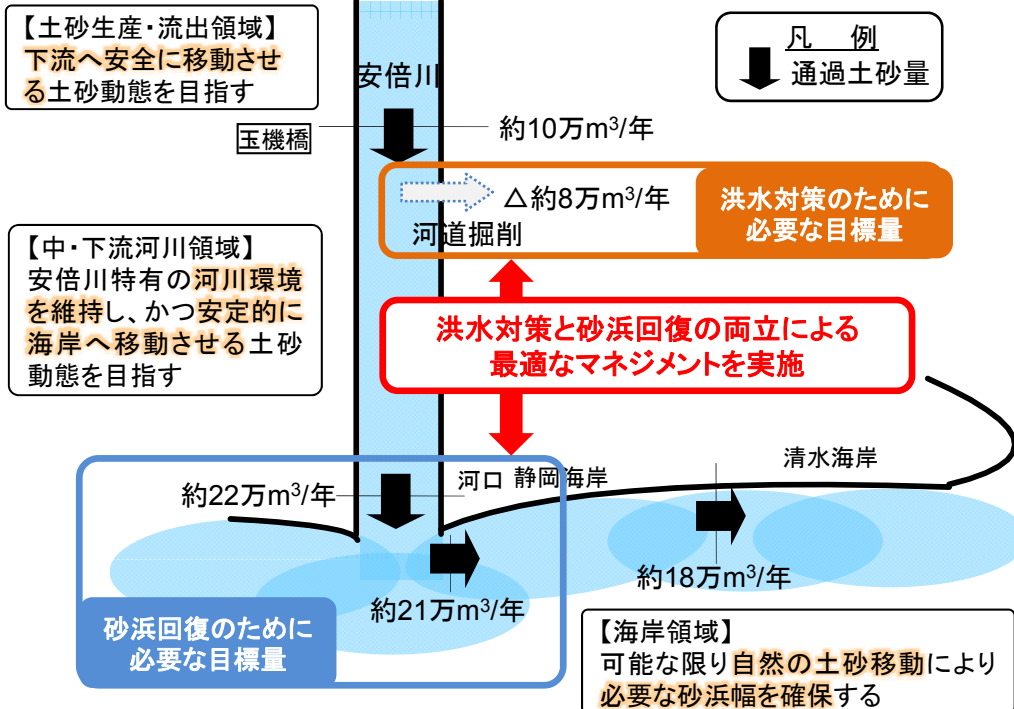 【土砂生産・流出領域】
下流へ安全に移動させ
る土砂動態を目指す
安倍川
凡　例
通過土砂量
玉機橋
約10万m³/年
△約8万m³/年
河道掘削
洪水対策のために
必要な目標量
【中・下流河川領域】
安倍川特有の河川環境
を維持し、かつ安定的に
海岸へ移動させる土砂
動態を目指す
洪水対策と砂浜回復の両立による
最適なマネジメントを実施
約22万m³/年
河口
静岡海岸
清水海岸
約21万m³/年
約18万m³/年
砂浜回復のために
必要な目標量
【海岸領域】
可能な限り自然の土砂移動により
必要な砂浜幅を確保する